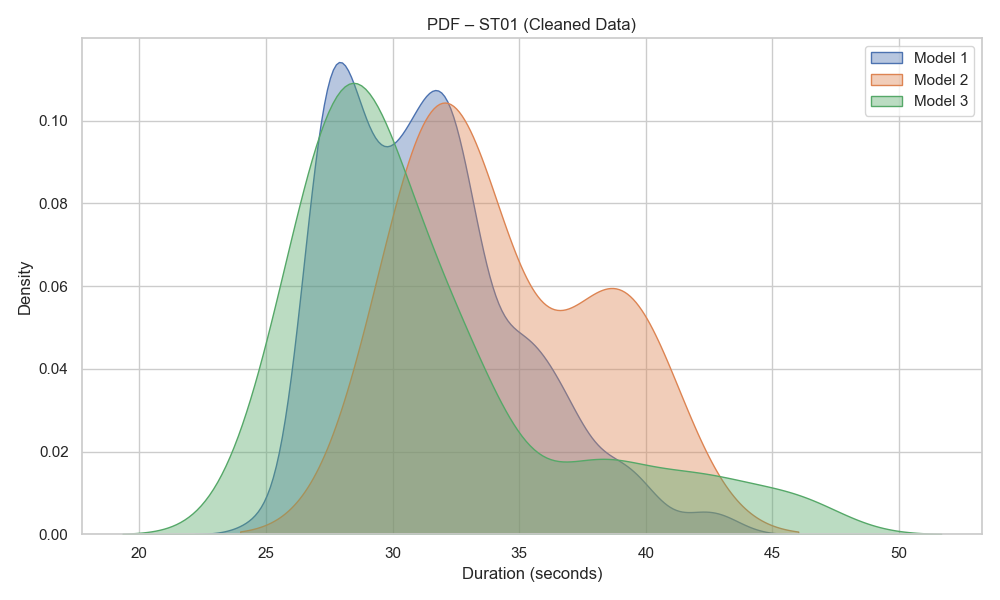 PDF – ST01 (Cleaned Data)
Model 1
Model 2
Model 3
Density
0.10
0.08
0.06
0.04
0.02
0.00
20 25 30 35 40 45 50
Duration (seconds)